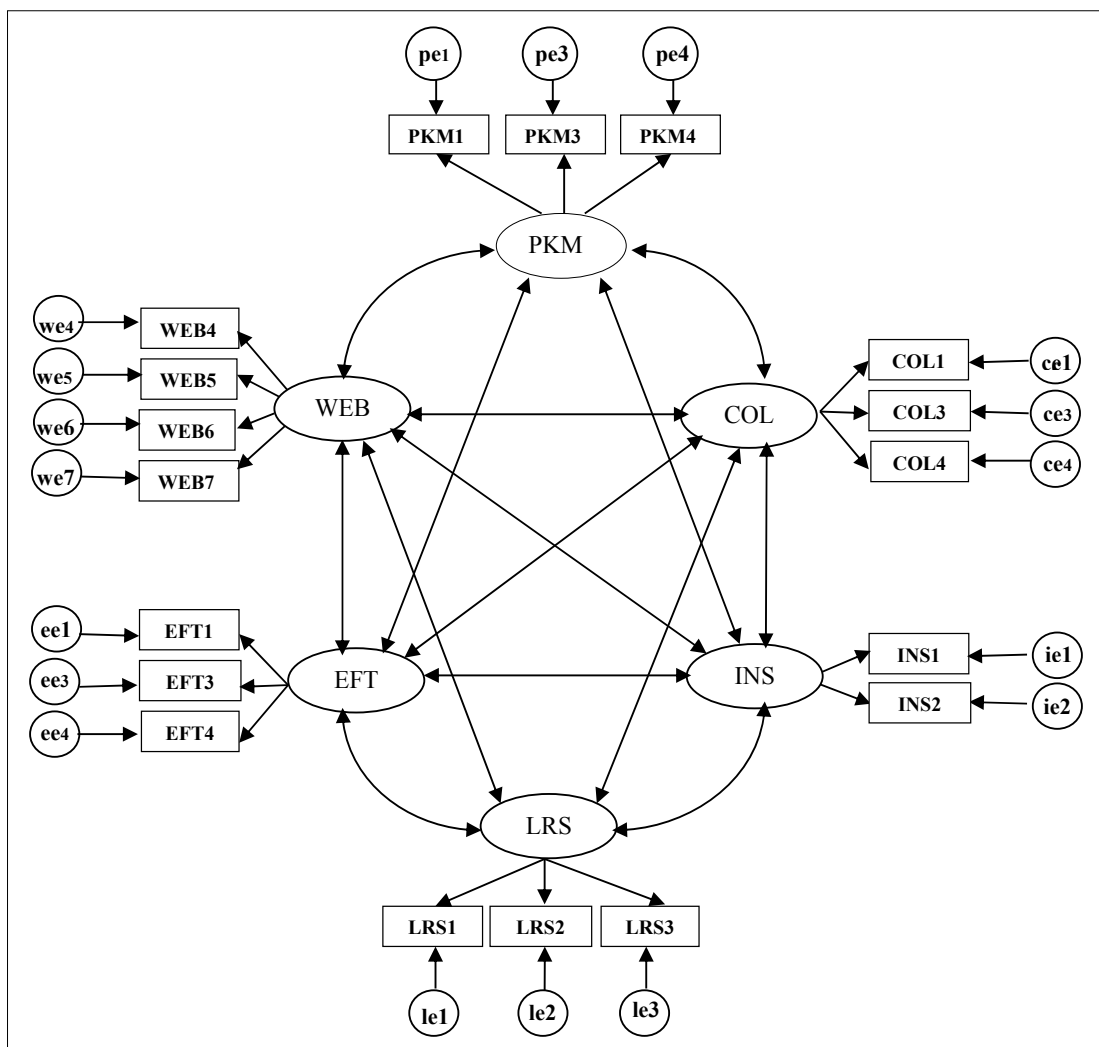 pe1 pe3 pe4
PKM1 PKM3 PKM4
PKM
we4 WEB4
we5 WEB5
we6 WEB6
we7 WEB7
WEB
COL
COL1 ce1
COL3 ce3
COL4 ce4
ee1 EFT1
ee3 EFT3
ee4 EFT4
EFT
INS
INS1 ie1
INS2 ie2
LRS
LRS1 LRS2 LRS3
le1 le2 le3